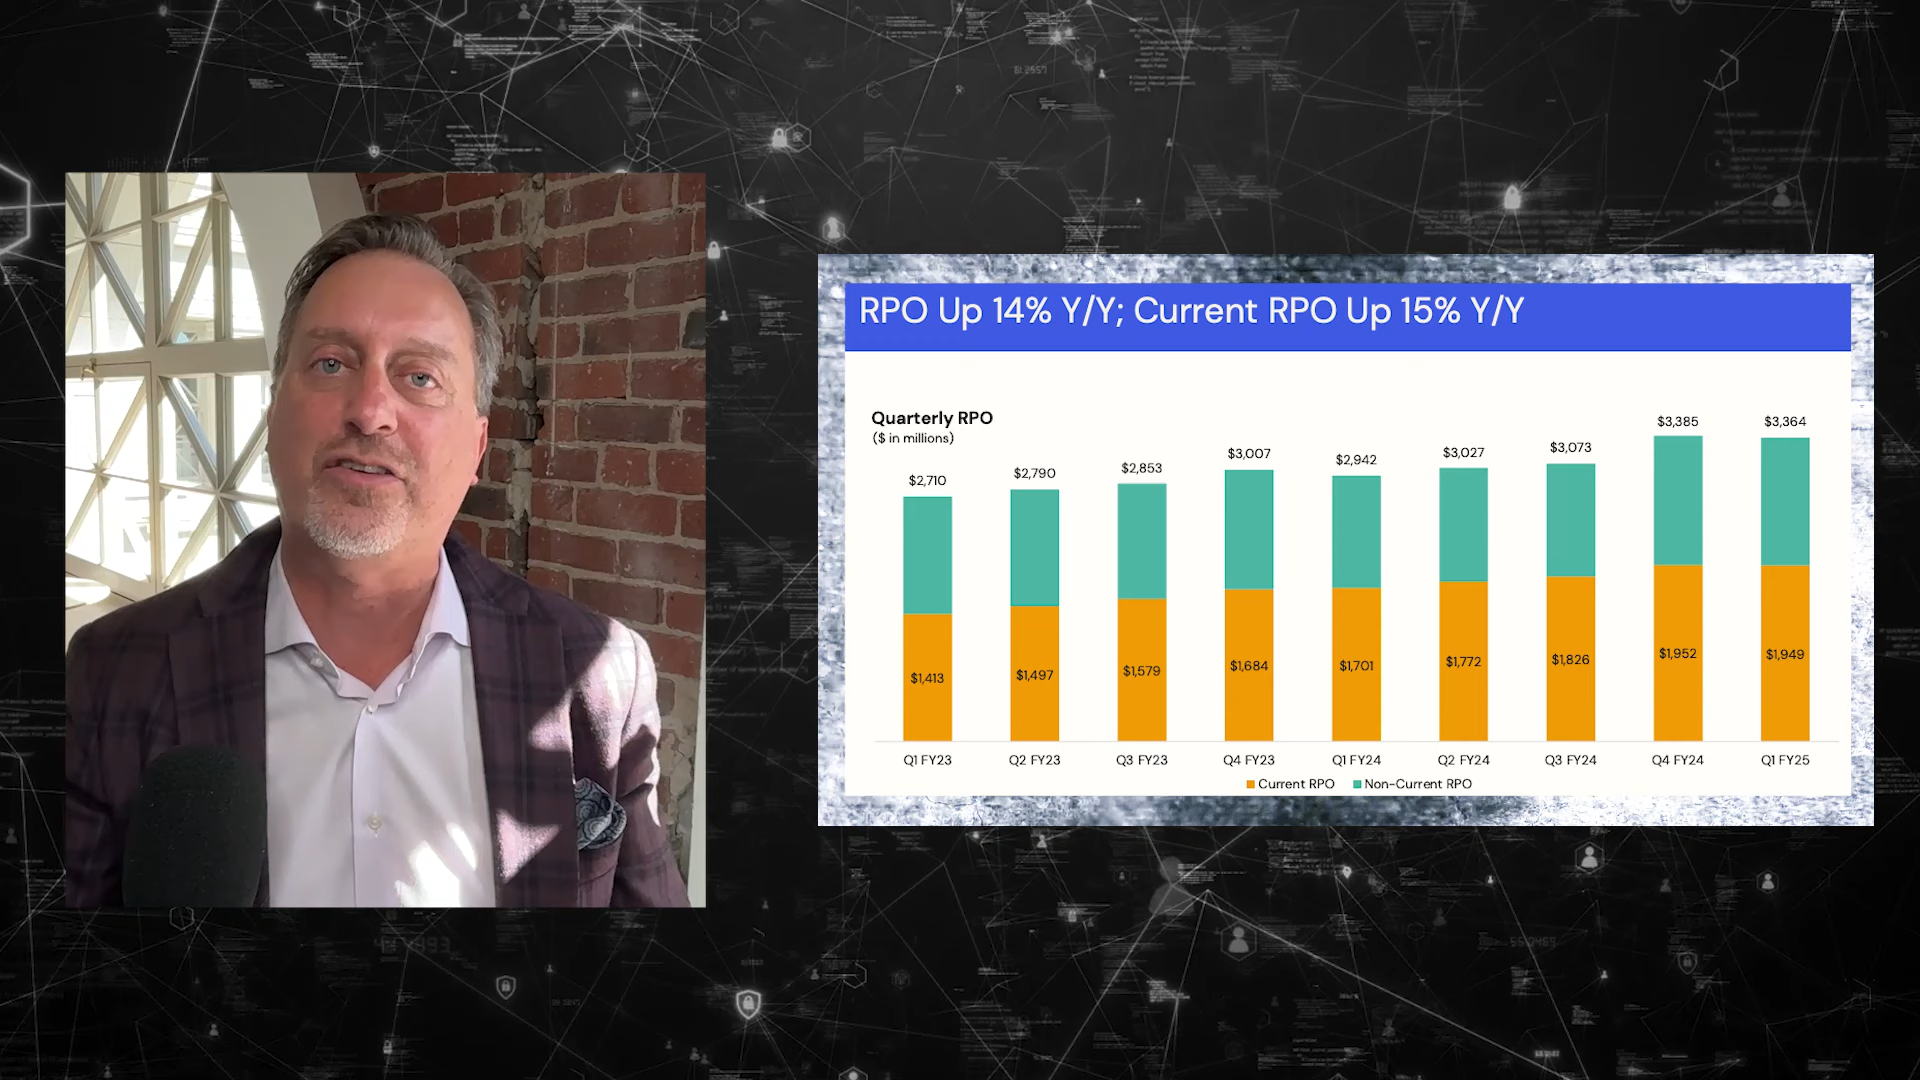 RPO Up 14% Y/Y; Current RPO Up 15% Y/Y
Quarterly RPO
($ in millions)
$2,710
$2,790
$2,853
$3,007
$2,942
$3,027
$3,073
$3,385
$3,364
$1,413
$1,497
$1,579
$1,684
$1,701
$1,772
$1,826
$1,952
$1,949
Q1 FY23
Q2 FY23
Q3 FY23
Q4 FY23
Q1 FY24
Q2 FY24
Q3 FY24
Q4 FY24
Q1 FY25
Current RPO
Non-Current RPO